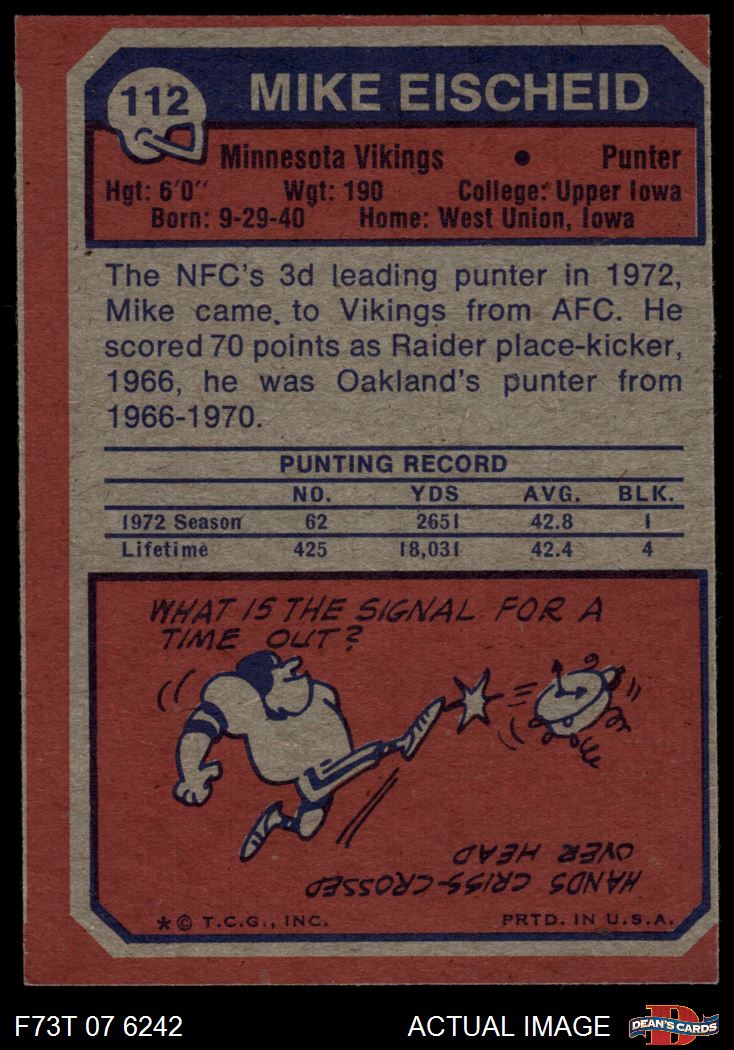 112
MIKE EISCHEID
Minnesota Vikings • Punter
Hgt: 6'0" Wgt: 190 College: Upper Iowa
Born: 9-29-40 Home: West Union, Iowa
The NFC's 3d leading punter in 1972,
Mike came to Vikings from AFC. He
scored 70 points as Raider place-kicker,
1966, he was Oakland's punter from
1966-1970.
PUNTING RECORD
NO. YDS AVG. BLK.
1972 Season 62 2651 42.8 1
Lifetime 425 18,031 42.4 4
WHAT IS THE SIGNAL FOR A
TIME OUT?
HANDS CRISS-CROSSED
OVER HEAD
* © T.C.G., INC. PRTD. IN U.S.A.
F73T 07 6242 ACTUAL IMAGE D DEAN'S CARDS